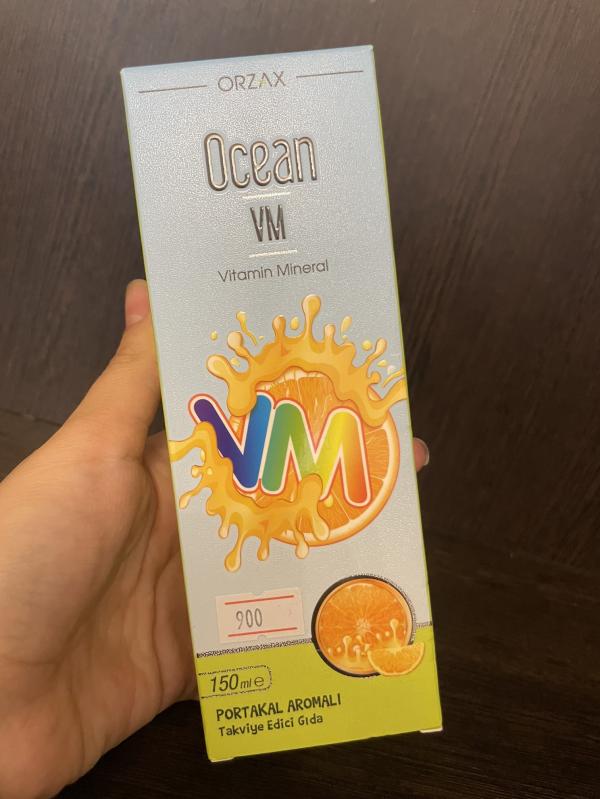 ORZAX
Ocean
VM
Vitamin Mineral
VM
900
150 ml e
PORTAKAL AROMALI
Takviye Edici Gıda